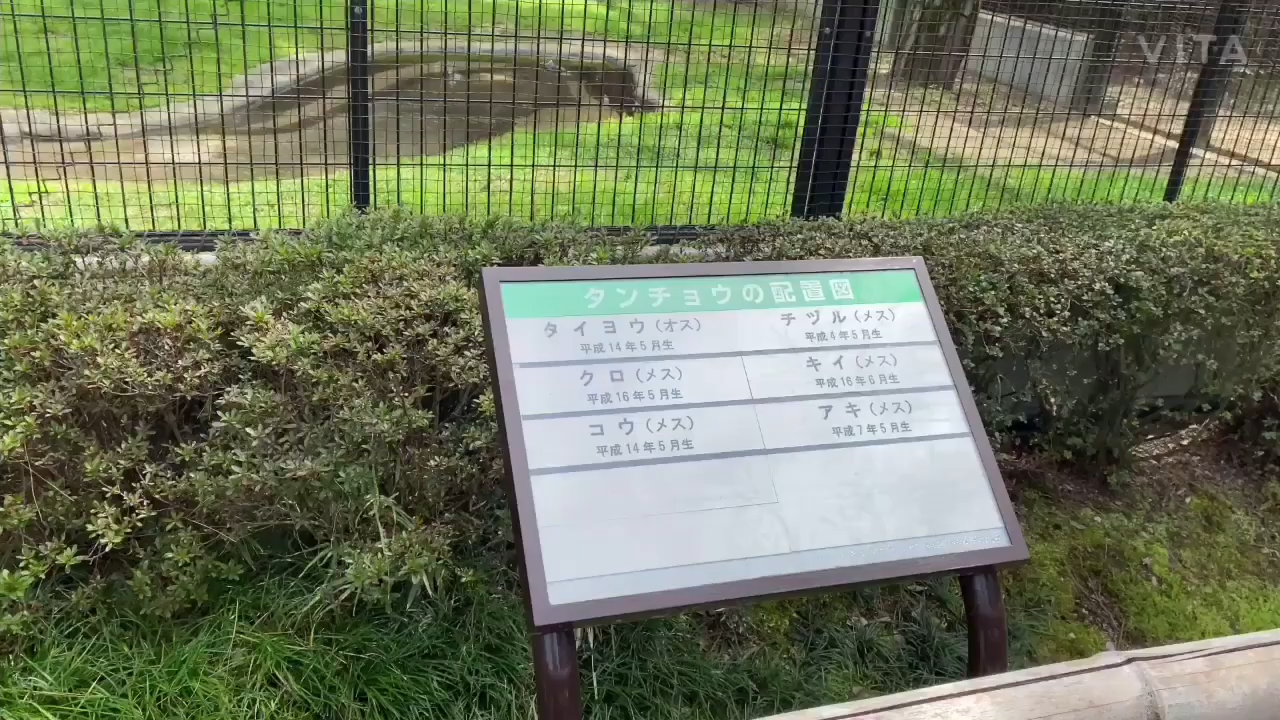 VITA
タンチョウの配置図
タイヨウ(オス) チヅル(メス)
平成14年5月生 平成4年5月生
クロ(メス) キイ(メス)
平成16年5月生 平成16年6月生
コウ(メス) アキ(メス)
平成14年5月生 平成7年5月生